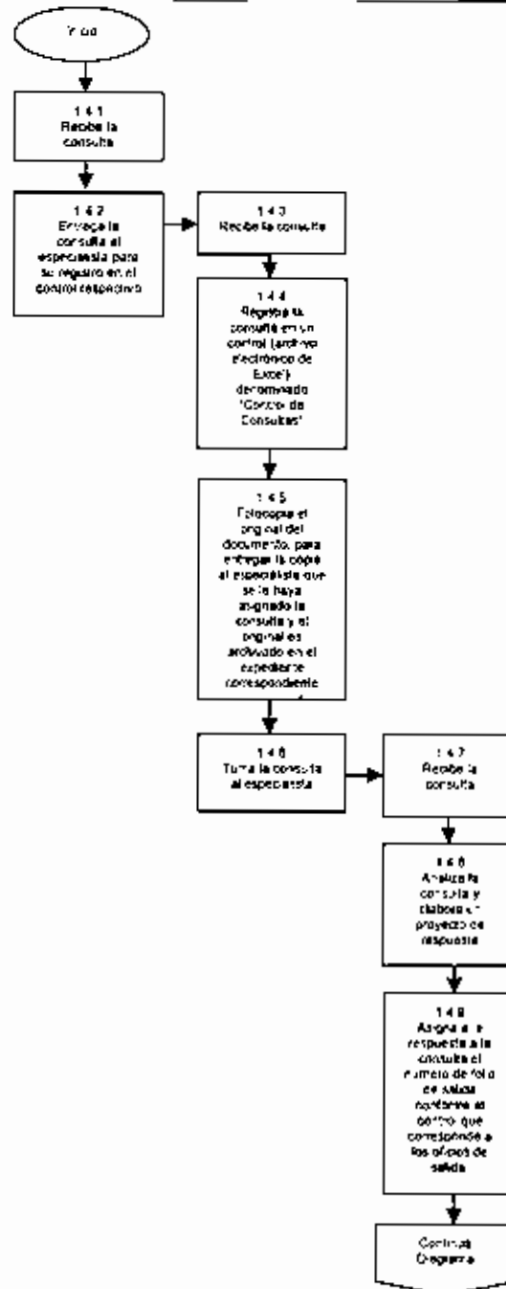 Inicio
1.4.1
Recibe la
consulta
1.4.2
Entrega la
consulta al
especialista para
su registro en el
control respectivo
1.4.3
Recibe la consulta
1.4.4
Registra la
consulta en un
control (archivo
electrónico de
Excel)
denominado
"Control de
Consultas"
1.4.5
Fotocopia el
original del
documento, para
entregar la copia
al especialista que
se le haya
asignado la
consulta y el
original es
archivado en el
expediente
correspondiente
1.4.6
Turna la consulta
al especialista
1.4.7
Recibe la
consulta
1.4.8
Analiza la
consulta y
elabora un
proyecto de
respuesta
1.4.9
Asigna a la
respuesta a la
consulta el
número de folio
de salida
conforme al
control que
corresponde a
los oficios de
salida
Continua
Diagrama